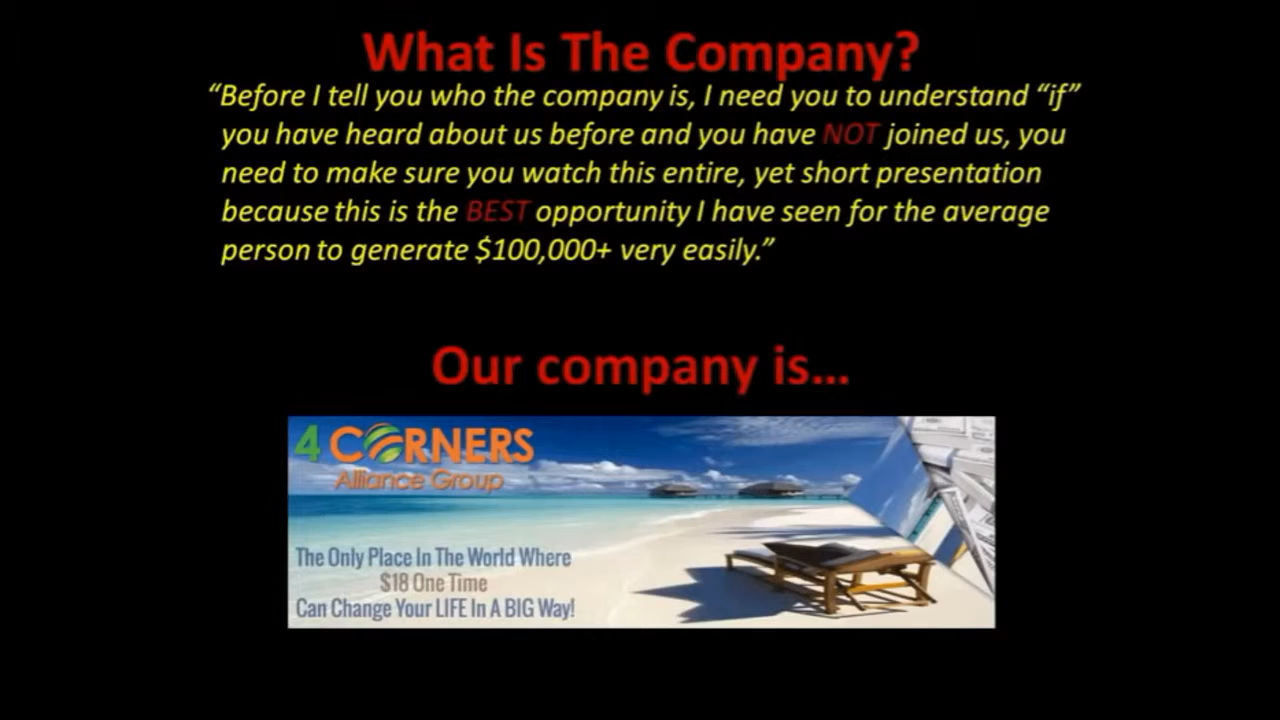 What Is The Company?
“Before I tell you who the company is, I need you to understand “if”
you have heard about us before and you have NOT joined us, you
need to make sure you watch this entire, yet short presentation
because this is the BEST opportunity I have seen for the average
person to generate $100,000+ very easily.”
Our company is...
4 CORNERS
Alliance Group
The Only Place In The World Where
$18 One Time
Can Change Your LIFE In A BIG Way!